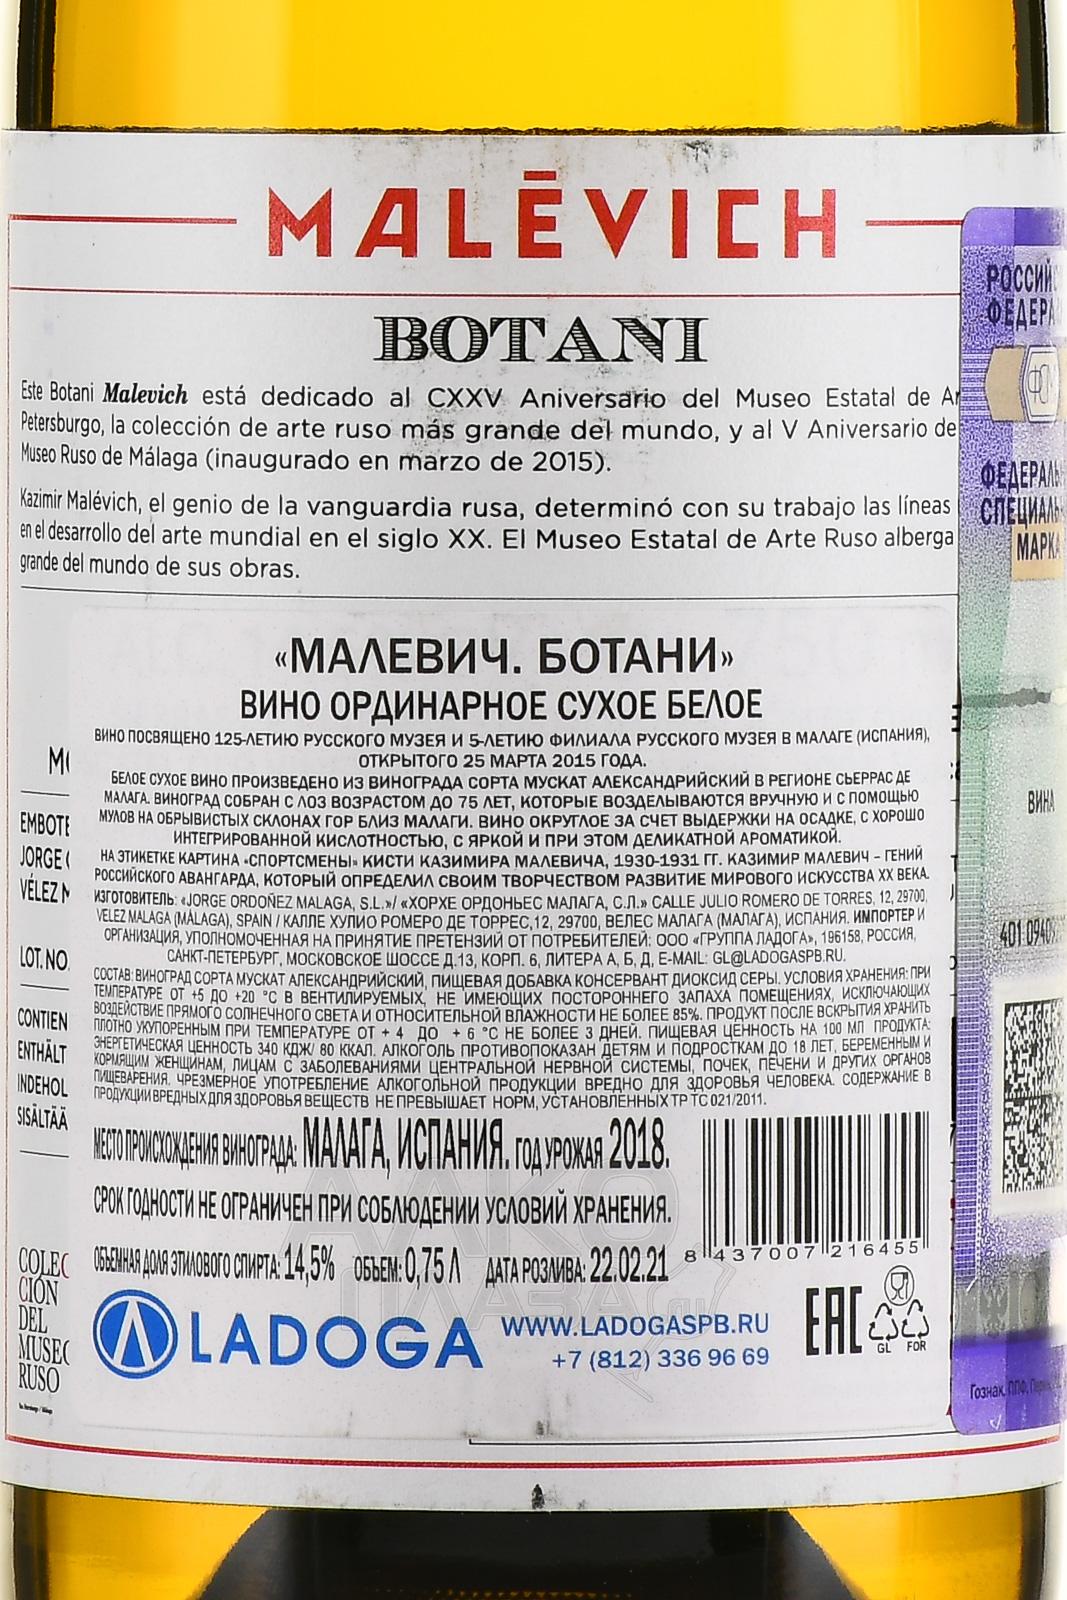 MALĒVICH
BOTANI
Este Botani Malevich está dedicado al CXXV Aniversario del Museo Estatal de Ar
Petersburgo, la colección de arte ruso más grande del mundo, y al V Aniversario de
Museo Ruso de Málaga (inaugurado en marzo de 2015).
Kazimir Malévich, el genio de la vanguardia rusa, determinó con su trabajo las líneas
en el desarrollo del arte mundial en el siglo XX. El Museo Estatal de Arte Ruso alberga
grande del mundo de sus obras.
«МАЛЕВИЧ. БОТАНИ»
ВИНО ОРДИНАРНОЕ СУХОЕ БЕЛОЕ
ВИНО ПОСВЯЩЕНО 125-ЛЕТИЮ РУССКОГО МУЗЕЯ И 5-ЛЕТИЮ ФИЛИАЛА РУССКОГО МУЗЕЯ В МАЛАГЕ (ИСПАНИЯ),
ОТКРЫТОГО 25 МАРТА 2015 ГОДА.
БЕЛОЕ СУХОЕ ВИНО ПРОИЗВЕДЕНО ИЗ ВИНОГРАДА СОРТА МУСКАТ АЛЕКСАНДРИЙСКИЙ В РЕГИОНЕ СЬЕРРАС ДЕ
МАЛАГА. ВИНОГРАД СОБРАН С ЛОЗ ВОЗРАСТОМ ДО 75 ЛЕТ, КОТОРЫЕ ВОЗДЕЛЫВАЮТСЯ ВРУЧНУЮ И С ПОМОЩЬЮ
МУЛОВ НА ОБРЫВИСТЫХ СКЛОНАХ ГОР БЛИЗ МАЛАГИ. ВИНО ОКРУГЛОЕ ЗА СЧЕТ ВЫДЕРЖКИ НА ОСАДКЕ, С ХОРОШО
ИНТЕГРИРОВАННОЙ КИСЛОТНОСТЬЮ, С ЯРКОЙ И ПРИ ЭТОМ ДЕЛИКАТНОЙ АРОМАТИКОЙ.
НА ЭТИКЕТКЕ КАРТИНА «СПОРТСМЕНЫ» КИСТИ КАЗИМИРА МАЛЕВИЧА, 1930-1931 ГГ. КАЗИМИР МАЛЕВИЧ – ГЕНИЙ
РОССИЙСКОГО АВАНГАРДА, КОТОРЫЙ ОПРЕДЕЛИЛ СВОИМ ТВОРЧЕСТВОМ РАЗВИТИЕ МИРОВОГО ИСКУССТВА XX ВЕКА.
ИЗГОТОВИТЕЛЬ: «JORGE ORDOÑEZ MALAGA, S.L.»/ «ХОРХЕ ОРДОНЬЕС МАЛАГА, С.Л.» CALLE JULIO ROMERO DE TORRES, 12, 29700,
VELEZ MALAGA (MÁLAGA), SPAIN / КАЛЛЕ ХУЛИО РОМЕРО ДЕ ТОРРЕС,12, 29700, ВЕЛЕС МАЛАГА (МАЛАГА), ИСПАНИЯ. ИМПОРТЕР И
ОРГАНИЗАЦИЯ, УПОЛНОМОЧЕННАЯ НА ПРИНЯТИЕ ПРЕТЕНЗИЙ ОТ ПОТРЕБИТЕЛЕЙ: ООО «ГРУППА ЛАДОГА», 196158, РОССИЯ,
САНКТ-ПЕТЕРБУРГ, МОСКОВСКОЕ ШОССЕ Д.13, КОРП. 6, ЛИТЕРА А, Б, Д, E-MAIL: GL@LADOGASPB.RU.
СОСТАВ: ВИНОГРАД СОРТА МУСКАТ АЛЕКСАНДРИЙСКИЙ, ПИЩЕВАЯ ДОБАВКА КОНСЕРВАНТ ДИОКСИД СЕРЫ. УСЛОВИЯ ХРАНЕНИЯ: ПРИ
ТЕМПЕРАТУРЕ ОТ +5 ДО +20 °С В ВЕНТИЛИРУЕМЫХ, НЕ ИМЕЮЩИХ ПОСТОРОННЕГО ЗАПАХА ПОМЕЩЕНИЯХ, ИСКЛЮЧАЮЩИХ
ВОЗДЕЙСТВИЕ ПРЯМОГО СОЛНЕЧНОГО СВЕТА И ОТНОСИТЕЛЬНОЙ ВЛАЖНОСТИ НЕ БОЛЕЕ 85%. ПРОДУКТ ПОСЛЕ ВСКРЫТИЯ ХРАНИТЬ
ПЛОТНО УКУПОРЕННЫМ ПРИ ТЕМПЕРАТУРЕ ОТ + 4 ДО + 6 °С НЕ БОЛЕЕ 3 ДНЕЙ. ПИЩЕВАЯ ЦЕННОСТЬ НА 100 МЛ ПРОДУКТА:
ЭНЕРГЕТИЧЕСКАЯ ЦЕННОСТЬ 340 КДЖ/ 80 ККАЛ. АЛКОГОЛЬ ПРОТИВОПОКАЗАН ДЕТЯМ И ПОДРОСТКАМ ДО 18 ЛЕТ, БЕРЕМЕННЫМ И
КОРМЯЩИМ ЖЕНЩИНАМ, ЛИЦАМ С ЗАБОЛЕВАНИЯМИ ЦЕНТРАЛЬНОЙ НЕРВНОЙ СИСТЕМЫ, ПОЧЕК, ПЕЧЕНИ И ДРУГИХ ОРГАНОВ
ПИЩЕВАРЕНИЯ. ЧРЕЗМЕРНОЕ УПОТРЕБЛЕНИЕ АЛКОГОЛЬНОЙ ПРОДУКЦИИ ВРЕДНО ДЛЯ ЗДОРОВЬЯ ЧЕЛОВЕКА. СОДЕРЖАНИЕ В
ПРОДУКЦИИ ВРЕДНЫХ ДЛЯ ЗДОРОВЬЯ ВЕЩЕСТВ НЕ ПРЕВЫШАЕТ НОРМ, УСТАНОВЛЕННЫХ ТР ТС 021/2011.
МЕСТО ПРОИСХОЖДЕНИЯ ВИНОГРАДА: МАЛАГА, ИСПАНИЯ. ГОД УРОЖАЯ 2018.
СРОК ГОДНОСТИ НЕ ОГРАНИЧЕН ПРИ СОБЛЮДЕНИИ УСЛОВИЙ ХРАНЕНИЯ.
ОБЪЕМНАЯ ДОЛЯ ЭТИЛОВОГО СПИРТА: 14,5% ОБЪЕМ: 0,75 Л ДАТА РОЗЛИВА: 22.02.21
8 437007 216455
LADOGA
WWW.LADOGASPB.RU
+7 (812) 336 96 69
EAC
GL FOR
EMBOTE
JORGE
VÉLEZ M
LOT. NO.
CONTIEN
ENTHÄLT
INDEHOL
SISÄLTÄÄ
COLEC
CIÓN
DEL
MUSEO
RUSO
РОССИЙС
ФЕДЕРА
ФСМ
ФЕДЕРАЛЬ
СПЕЦИАЛЬ
МАРКА
ВИНА
401 0940
Гознак, ППФ, Перм
АЛКО
ПЛАЗА.ru